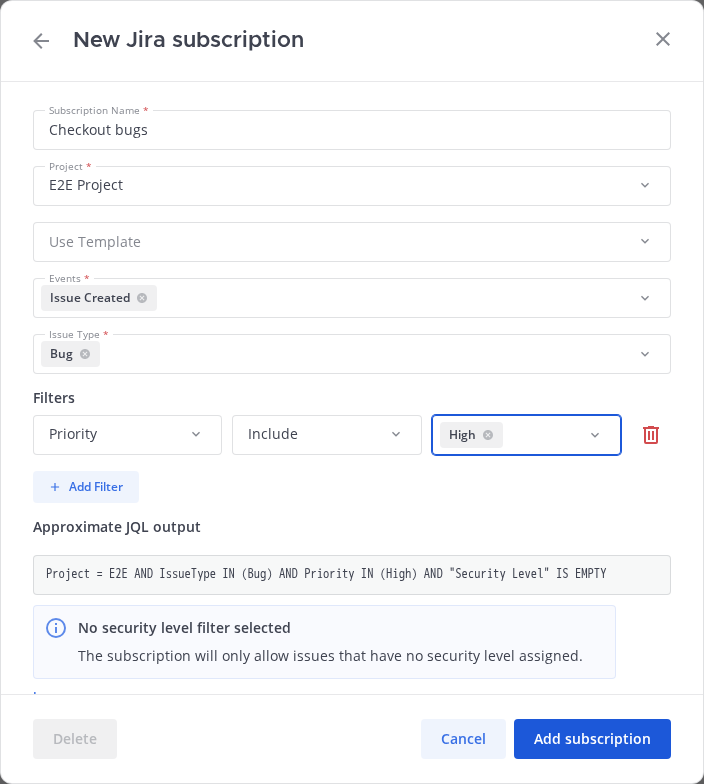 New Jira subscription
Subscription Name *
Checkout bugs
Project *
E2E Project
Use Template
Events *
Issue Created
Issue Type *
Bug
Filters
Priority Include High
+ Add Filter
Approximate JQL output
Project = E2E AND IssueType IN (Bug) AND Priority IN (High) AND "Security Level" IS EMPTY
No security level filter selected
The subscription will only allow issues that have no security level assigned.
Delete Cancel Add subscription